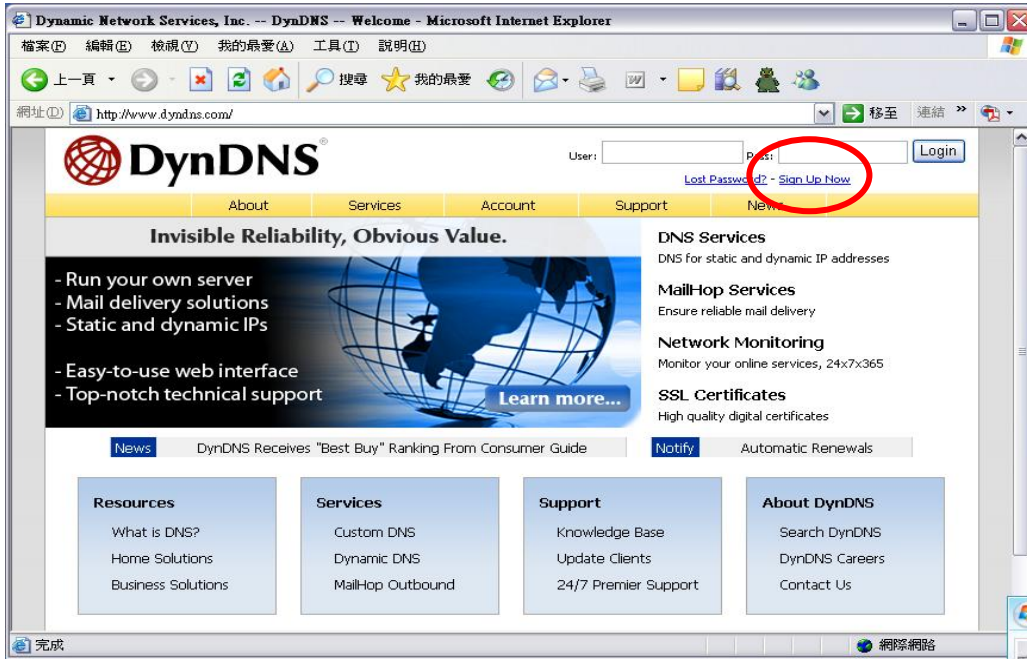 Dynamic Network Services, Inc. -- DynDNS -- Welcome - Microsoft Internet Explorer
檔案(F) 編輯(E) 檢視(V) 我的最愛(A) 工具(T) 說明(H)
上一頁 搜尋 我的最愛
網址(D) http://www.dyndns.com/ 移至 連結 »
DynDNS® User: Pass: Login
Lost Password? - Sign Up Now
About Services Account Support News
Invisible Reliability, Obvious Value.
- Run your own server
- Mail delivery solutions
- Static and dynamic IPs
- Easy-to-use web interface
- Top-notch technical support
Learn more...
DNS Services
DNS for static and dynamic IP addresses
MailHop Services
Ensure reliable mail delivery
Network Monitoring
Monitor your online services, 24x7x365
SSL Certificates
High quality digital certificates
News DynDNS Receives "Best Buy" Ranking From Consumer Guide Notify Automatic Renewals
Resources
What is DNS?
Home Solutions
Business Solutions
Services
Custom DNS
Dynamic DNS
MailHop Outbound
Support
Knowledge Base
Update Clients
24/7 Premier Support
About DynDNS
Search DynDNS
DynDNS Careers
Contact Us
完成 網際網路